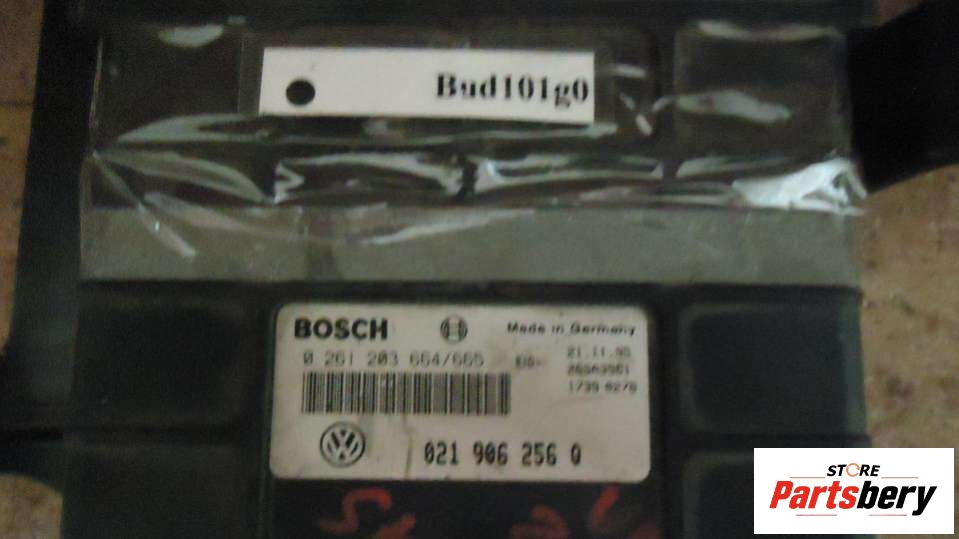 Bud101g0
BOSCH Made in Germany
0 261 203 664/665
21.11.95
021 906 256 Q
STORE
Partsbery